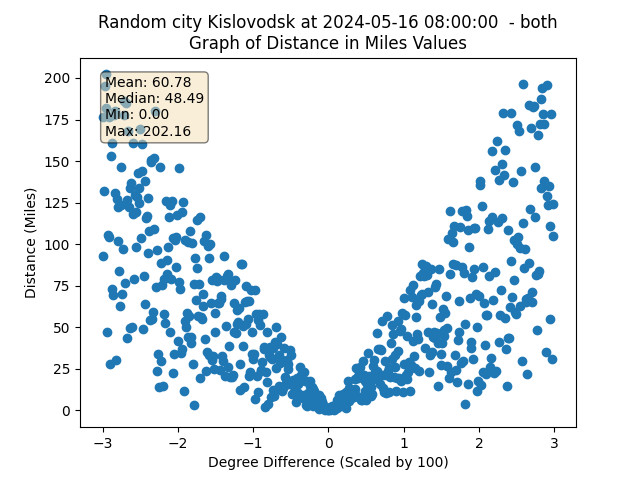 Random city Kislovodsk at 2024-05-16 08:00:00  - both
Graph of Distance in Miles Values
Mean: 60.78
Median: 48.49
Min: 0.00
Max: 202.16
Distance (Miles)
200
175
150
125
100
75
50
25
0
−3 −2 −1 0 1 2 3
Degree Difference (Scaled by 100)